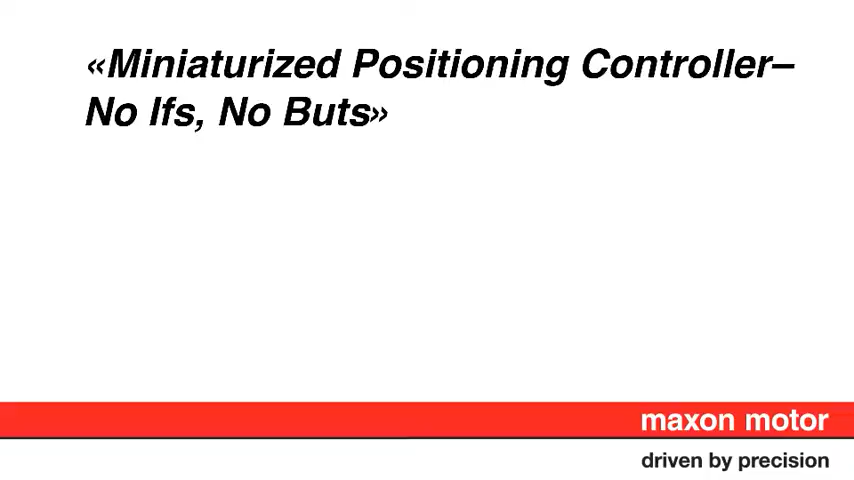 «Miniaturized Positioning Controller–
No Ifs, No Buts»
maxon motor
driven by precision